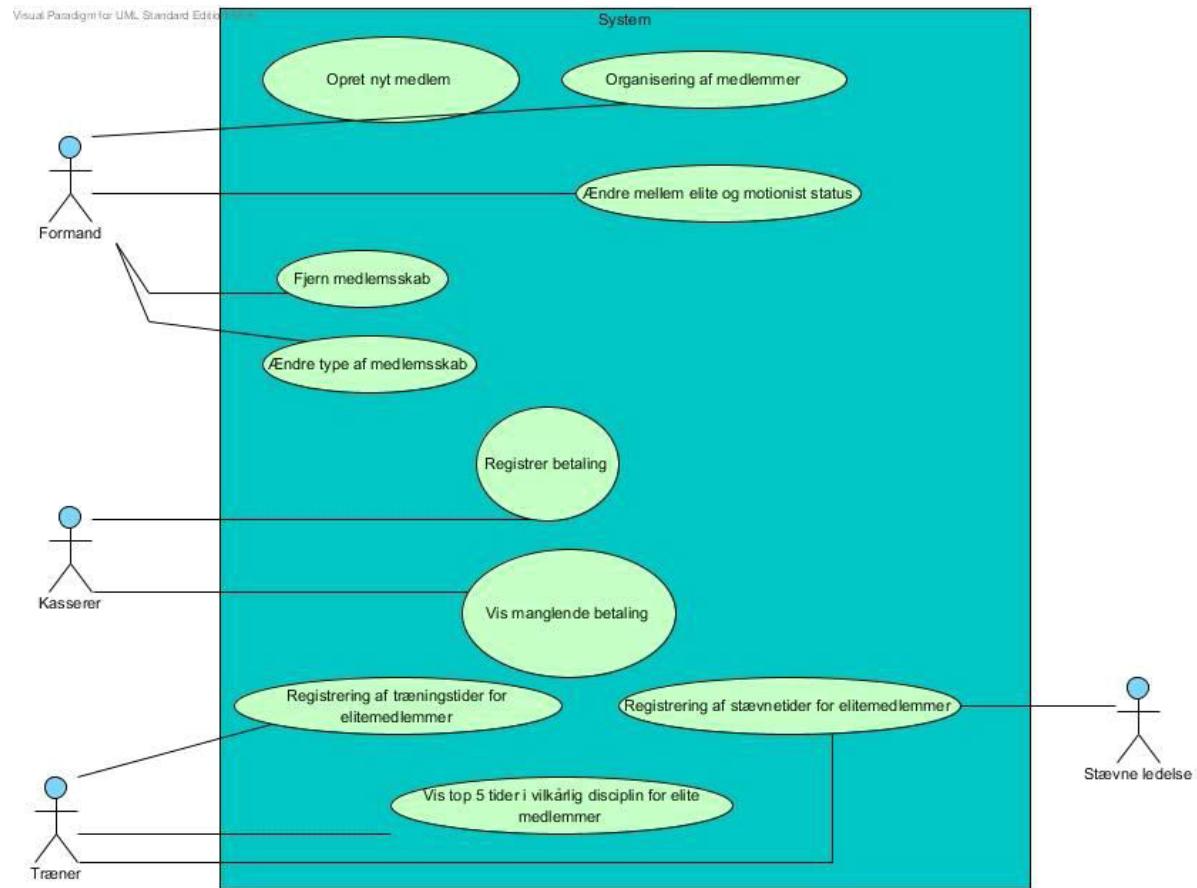 Visual Paradigm for UML Standard Edition
System
Opret nyt medlem
Organisering af medlemmer
Ændre mellem elite og motionist status
Formand
Fjern medlemsskab
Ændre type af medlemsskab
Registrer betaling
Kasserer
Vis manglende betaling
Registrering af træningstider for
elitemedlemmer
Registrering af stævnetider for elitemedlemmer
Stævne ledelse
Vis top 5 tider i vilkårlig disciplin for elite
medlemmer
Træner